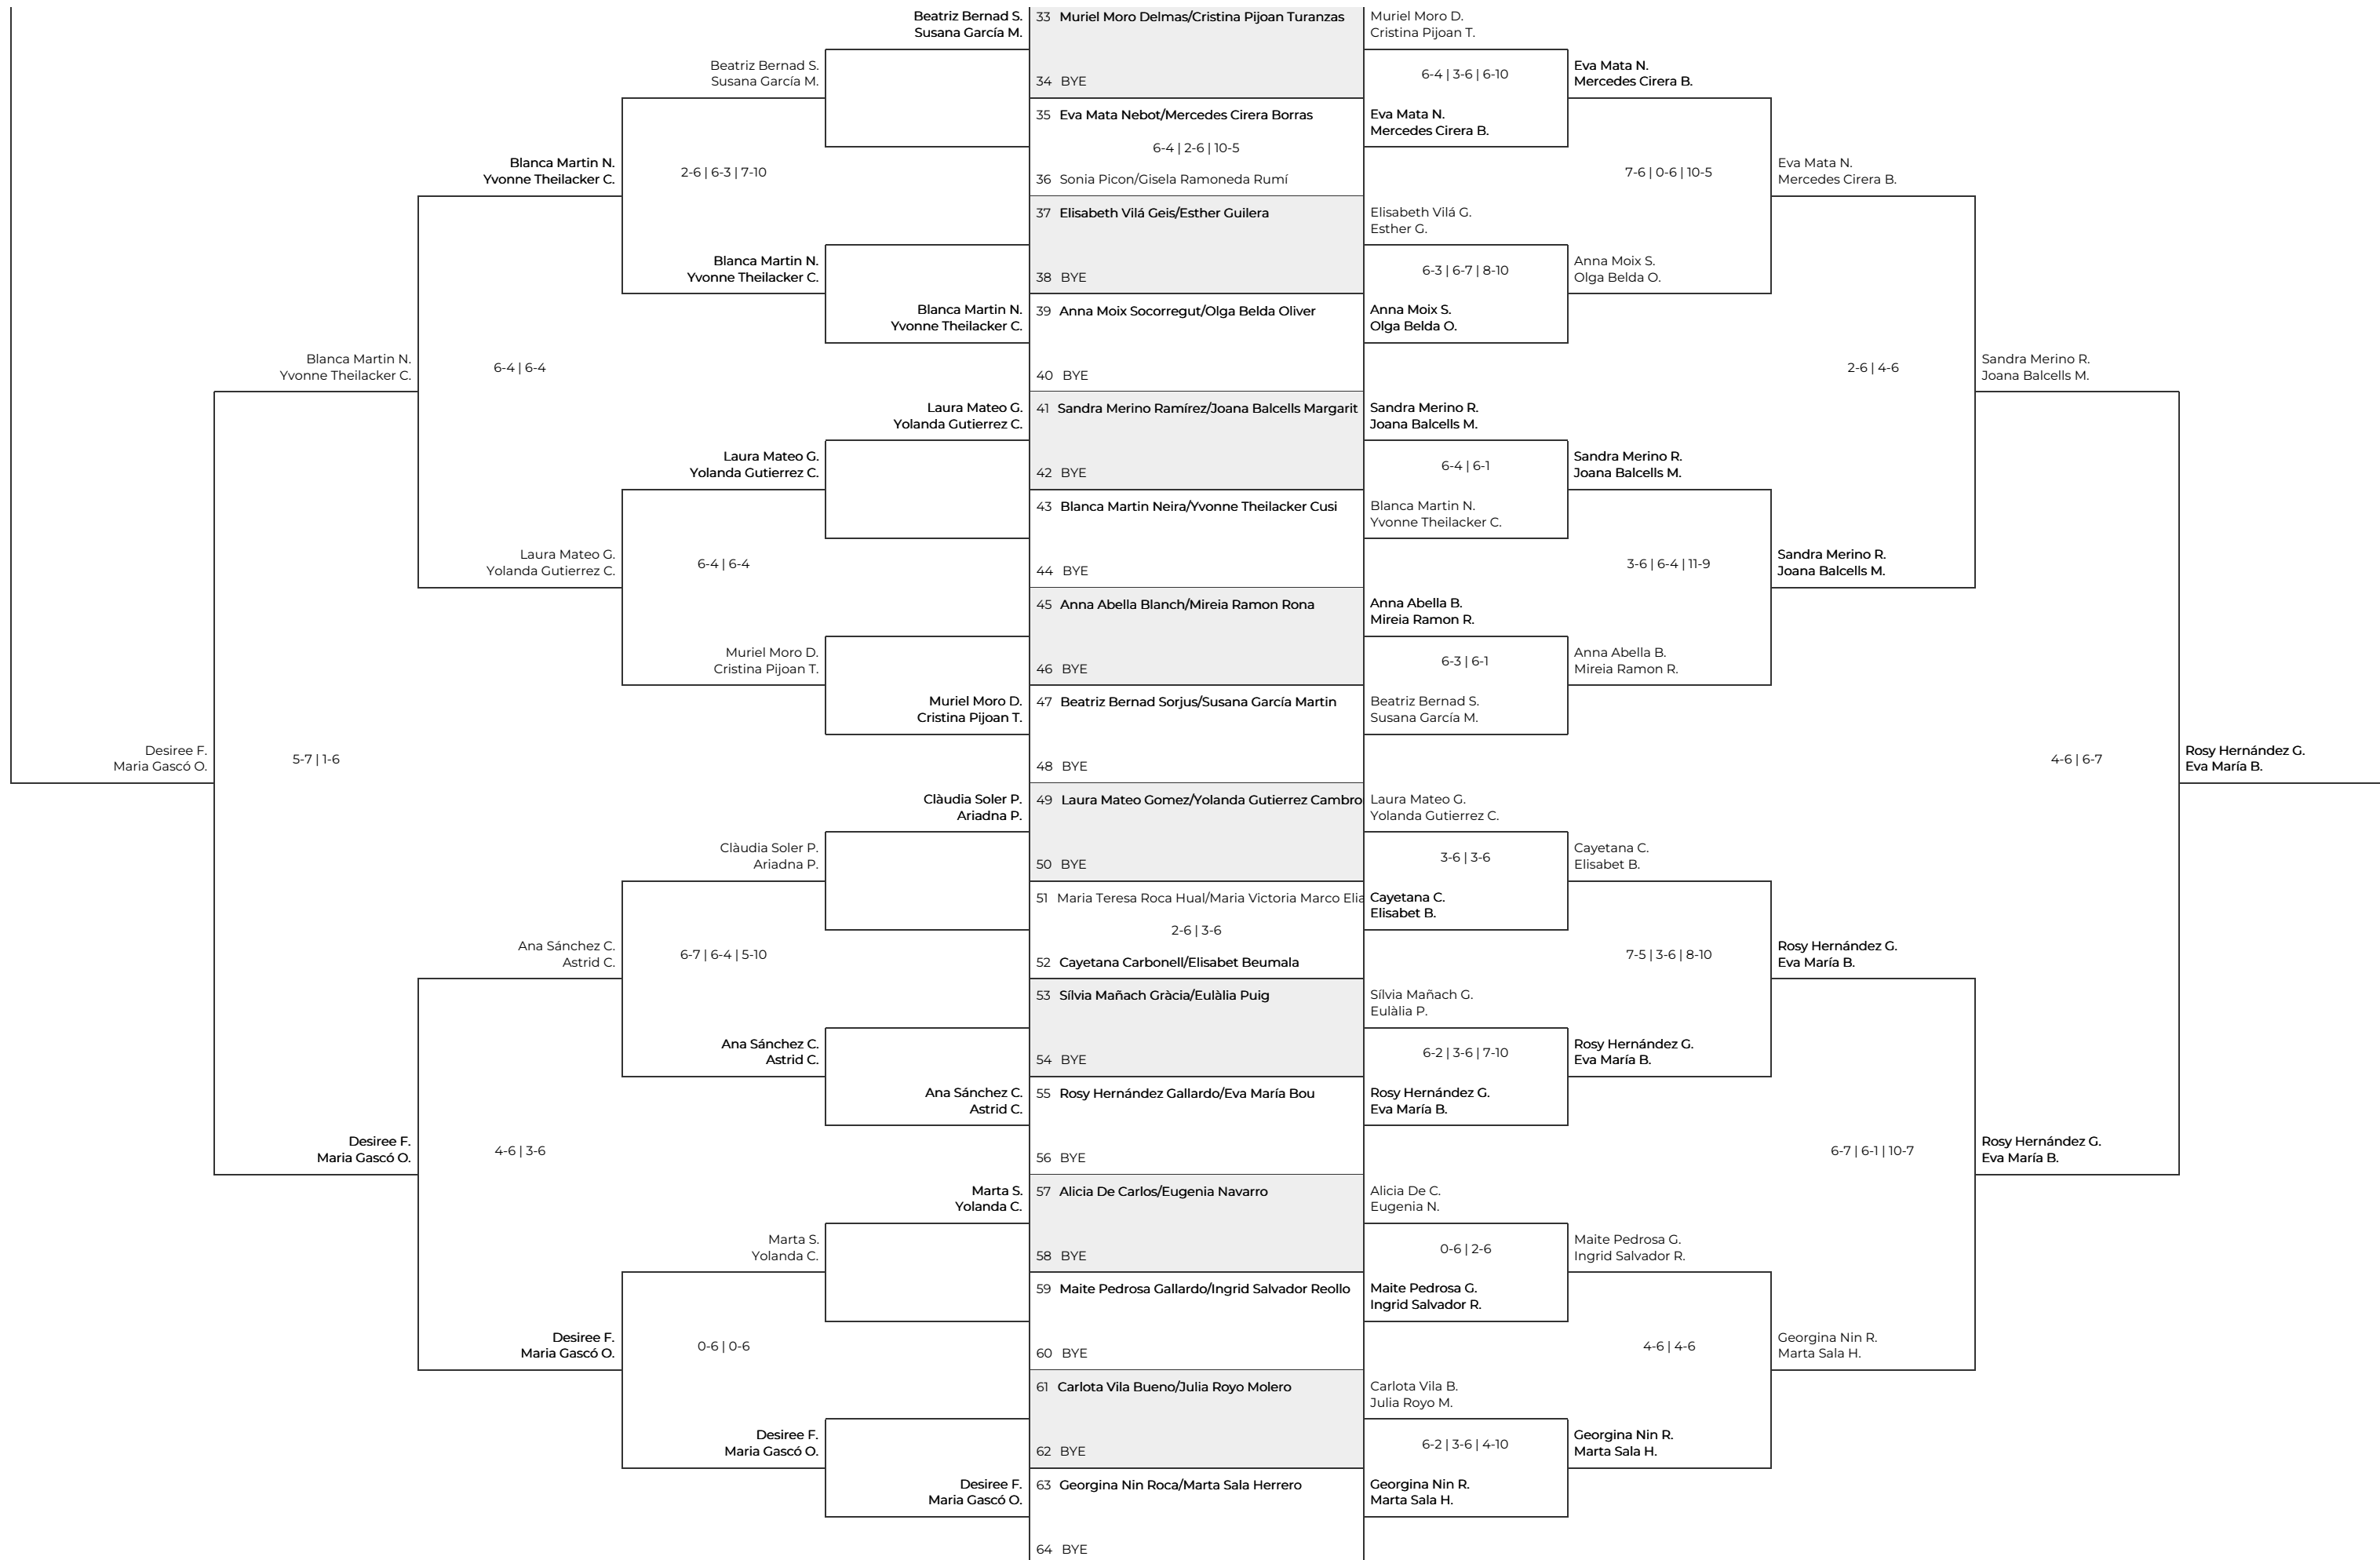 Beatriz Bernad S.
Susana García M.
33 Muriel Moro Delmas/Cristina Pijoan Turanzas
Muriel Moro D.
Cristina Pijoan T.
Beatriz Bernad S.
Susana García M.
34 BYE
6-4 | 3-6 | 6-10
Eva Mata N.
Mercedes Cirera B.
35 Eva Mata Nebot/Mercedes Cirera Borras
Eva Mata N.
Mercedes Cirera B.
6-4 | 2-6 | 10-5
Blanca Martin N.
Yvonne Theilacker C.
2-6 | 6-3 | 7-10
36 Sonia Picon/Gisela Ramoneda Rumí
7-6 | 0-6 | 10-5
Eva Mata N.
Mercedes Cirera B.
37 Elisabeth Vilá Geis/Esther Guilera
Elisabeth Vilá G.
Esther G.
Blanca Martin N.
Yvonne Theilacker C.
38 BYE
6-3 | 6-7 | 8-10
Anna Moix S.
Olga Belda O.
Blanca Martin N.
Yvonne Theilacker C.
39 Anna Moix Socorregut/Olga Belda Oliver
Anna Moix S.
Olga Belda O.
Blanca Martin N.
Yvonne Theilacker C.
6-4 | 6-4
40 BYE
2-6 | 4-6
Sandra Merino R.
Joana Balcells M.
Laura Mateo G.
Yolanda Gutierrez C.
41 Sandra Merino Ramírez/Joana Balcells Margarit
Sandra Merino R.
Joana Balcells M.
Laura Mateo G.
Yolanda Gutierrez C.
42 BYE
6-4 | 6-1
Sandra Merino R.
Joana Balcells M.
43 Blanca Martin Neira/Yvonne Theilacker Cusi
Blanca Martin N.
Yvonne Theilacker C.
Laura Mateo G.
Yolanda Gutierrez C.
6-4 | 6-4
44 BYE
3-6 | 6-4 | 11-9
Sandra Merino R.
Joana Balcells M.
45 Anna Abella Blanch/Mireia Ramon Rona
Anna Abella B.
Mireia Ramon R.
Muriel Moro D.
Cristina Pijoan T.
46 BYE
6-3 | 6-1
Anna Abella B.
Mireia Ramon R.
Muriel Moro D.
Cristina Pijoan T.
47 Beatriz Bernad Sorjus/Susana García Martin
Beatriz Bernad S.
Susana García M.
Desiree F.
Maria Gascó O.
5-7 | 1-6
48 BYE
4-6 | 6-7
Rosy Hernández G.
Eva María B.
Clàudia Soler P.
Ariadna P.
49 Laura Mateo Gomez/Yolanda Gutierrez Cambro
Laura Mateo G.
Yolanda Gutierrez C.
Clàudia Soler P.
Ariadna P.
50 BYE
3-6 | 3-6
Cayetana C.
Elisabet B.
51 Maria Teresa Roca Hual/Maria Victoria Marco Elia
Cayetana C.
Elisabet B.
2-6 | 3-6
Ana Sánchez C.
Astrid C.
6-7 | 6-4 | 5-10
52 Cayetana Carbonell/Elisabet Beumala
7-5 | 3-6 | 8-10
Rosy Hernández G.
Eva María B.
53 Sílvia Mañach Gràcia/Eulàlia Puig
Sílvia Mañach G.
Eulàlia P.
Ana Sánchez C.
Astrid C.
54 BYE
6-2 | 3-6 | 7-10
Rosy Hernández G.
Eva María B.
Ana Sánchez C.
Astrid C.
55 Rosy Hernández Gallardo/Eva María Bou
Rosy Hernández G.
Eva María B.
Desiree F.
Maria Gascó O.
4-6 | 3-6
56 BYE
6-7 | 6-1 | 10-7
Rosy Hernández G.
Eva María B.
Marta S.
Yolanda C.
57 Alicia De Carlos/Eugenia Navarro
Alicia De C.
Eugenia N.
Marta S.
Yolanda C.
58 BYE
0-6 | 2-6
Maite Pedrosa G.
Ingrid Salvador R.
59 Maite Pedrosa Gallardo/Ingrid Salvador Reollo
Maite Pedrosa G.
Ingrid Salvador R.
Desiree F.
Maria Gascó O.
0-6 | 0-6
60 BYE
4-6 | 4-6
Georgina Nin R.
Marta Sala H.
61 Carlota Vila Bueno/Julia Royo Molero
Carlota Vila B.
Julia Royo M.
Desiree F.
Maria Gascó O.
62 BYE
6-2 | 3-6 | 4-10
Georgina Nin R.
Marta Sala H.
Desiree F.
Maria Gascó O.
63 Georgina Nin Roca/Marta Sala Herrero
Georgina Nin R.
Marta Sala H.
64 BYE